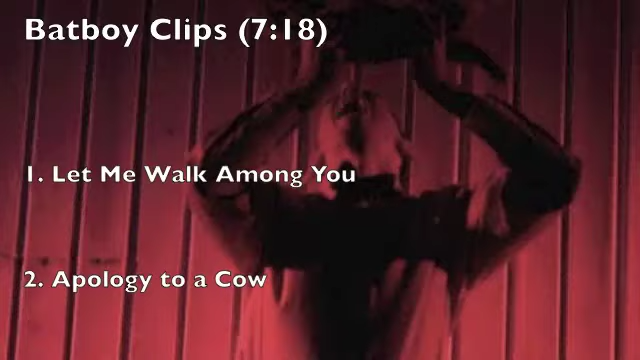 Batboy Clips (7:18)
1. Let Me Walk Among You
2. Apology to a Cow